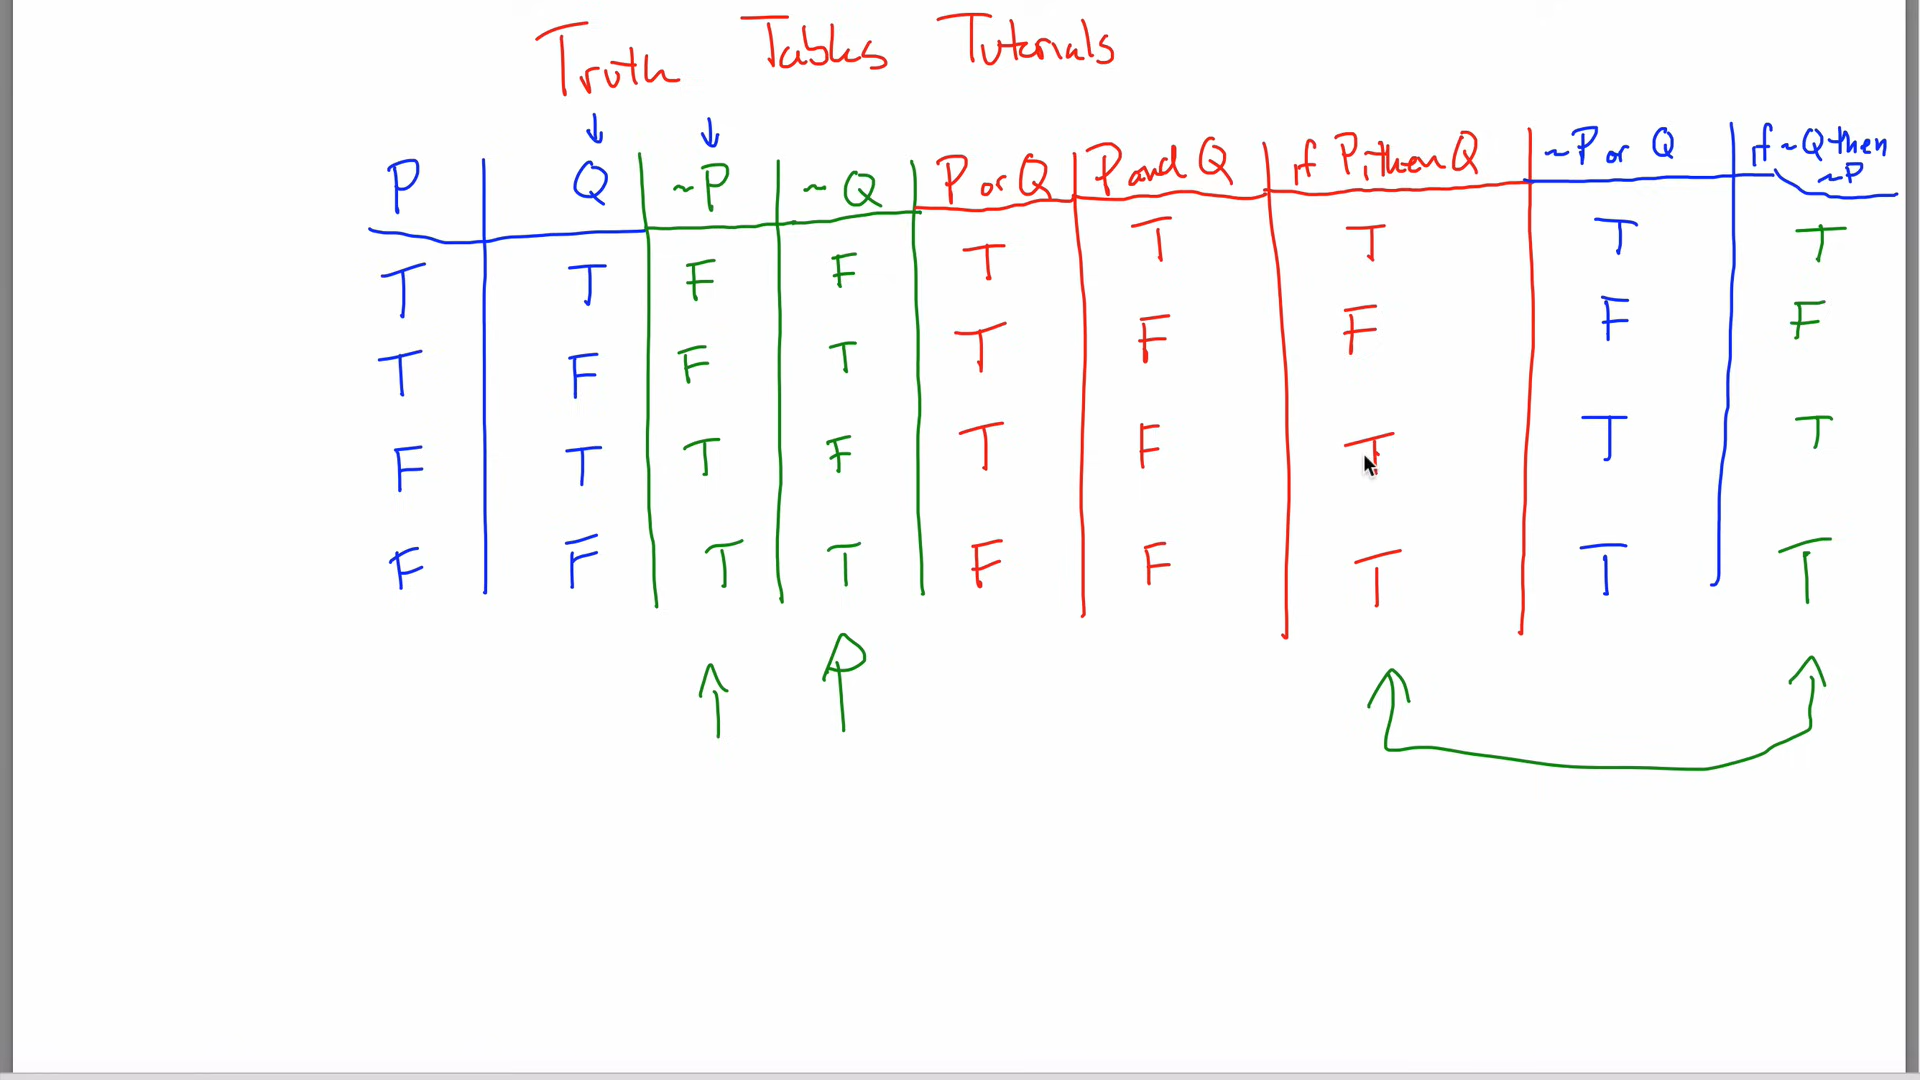 Truth Tables Tutorials
P Q ~P ~Q P or Q P and Q if P, then Q ~P or Q if ~Q then ~P
T T F F T T T T T
T F F T T F F F F
F T T F T F T T T
F F T T F F T T T